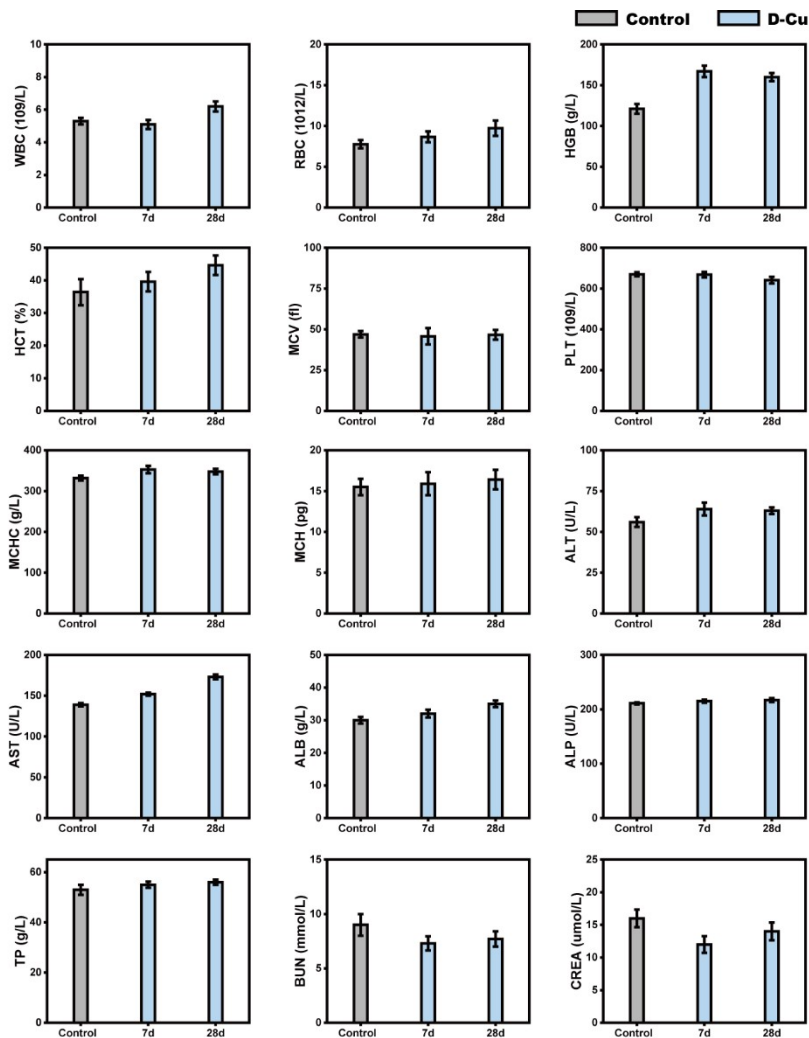 Control D-Cu
WBC (109/L)
10
8
6
4
2
0
Control 7d 28d
RBC (1012/L)
20
15
10
5
0
Control 7d 28d
HGB (g/L)
200
150
100
50
0
Control 7d 28d
HCT (%)
50
40
30
20
10
0
Control 7d 28d
MCV (fl)
100
75
50
25
0
Control 7d 28d
PLT (109/L)
800
600
400
200
0
Control 7d 28d
MCHC (g/L)
400
300
200
100
0
Control 7d 28d
MCH (pg)
20
15
10
5
0
Control 7d 28d
ALT (U/L)
100
75
50
25
0
Control 7d 28d
AST (U/L)
200
150
100
50
0
Control 7d 28d
ALB (g/L)
50
40
30
20
10
0
Control 7d 28d
ALP (U/L)
300
200
100
0
Control 7d 28d
TP (g/L)
60
40
20
0
Control 7d 28d
BUN (mmol/L)
15
10
5
0
Control 7d 28d
CREA (umol/L)
25
20
15
10
5
0
Control 7d 28d